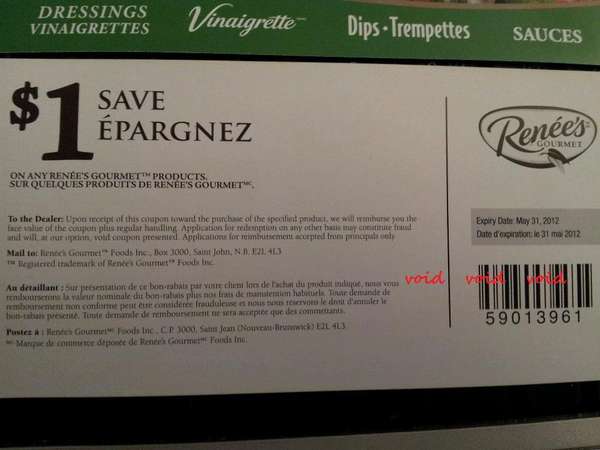 DRESSINGS
VINAIGRETTES
Vinaigrette
Dips • Trempettes
SAUCES
$1 SAVE
ÉPARGNEZ
ON ANY RENÉE'S GOURMET™ PRODUCTS.
SUR QUELQUES PRODUITS DE RENÉE'S GOURMET MC.
To the Dealer: Upon receipt of this coupon toward the purchase of the specified product, we will reimburse you the
face value of the coupon plus regular handling. Application for redemption on any other basis may constitute fraud
and will, at our option, void coupon presented. Applications for reimbursement accepted from principals only.
Mail to: Renée's Gourmet™ Foods Inc., Box 3000, Saint John, N.B. E2L 4L3
™ Registered trademark of Renée's Gourmet™ Foods Inc.
Au détaillant : Sur présentation de ce bon-rabais par votre client lors de l'achat du produit indiqué, nous vous
rembourserons la valeur nominale du bon-rabais plus nos frais de manutention habituels. Toute demande de
remboursement non conforme peut être considérée frauduleuse et nous nous réservons le droit d'annuler le
bon-rabais présenté. Toute demande de remboursement ne sera acceptée que des commettants.
Postez à : Renée's Gourmet MC Foods Inc., C.P. 3000, Saint Jean (Nouveau-Brunswick) E2L 4L3.
MC Marque de commerce déposée de Renée's Gourmet MC Foods Inc.
Renée's
GOURMET
Expiry Date: May 31, 2012
Date d'expiration: le 31 mai 2012
void void void
59013961